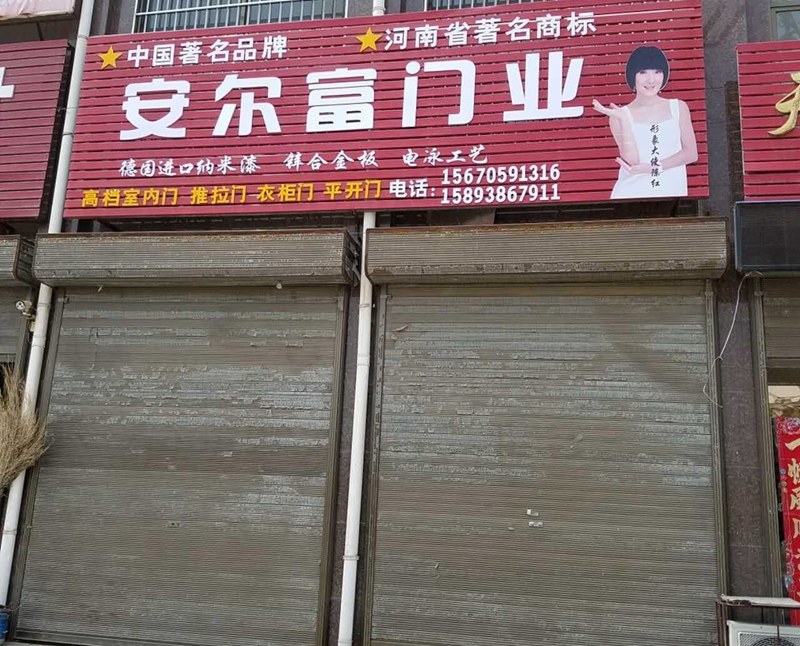 中国著名品牌
河南省著名商标
安尔富门业
德国进口纳米漆 锌合金板 电泳工艺
高档室内门 推拉门 衣柜门 平开门 电话:
15670591316
15893867911
形象大使陈红